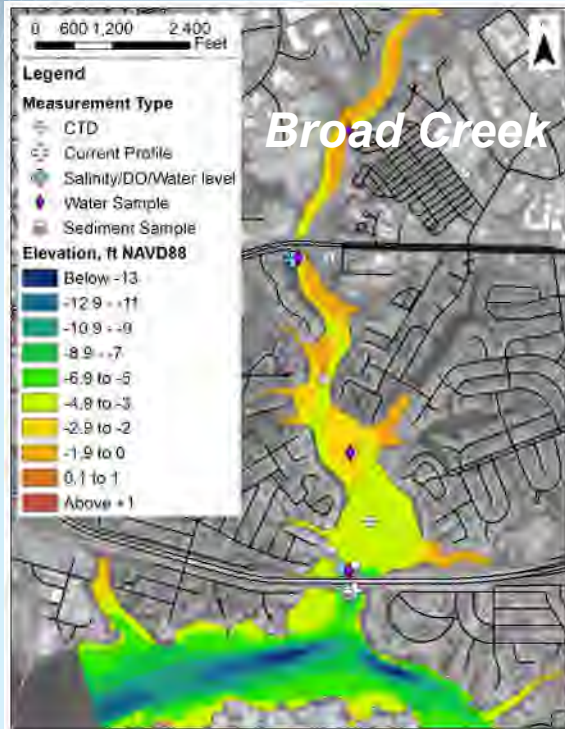 0 600 1,200 2,400
Feet
Legend
Measurement Type
CTD
Current Profile
Salinity/DO/Water level
Water Sample
Sediment Sample
Elevation, ft NAVD88
Below -13
-12.9 - -11
-10.9 - -9
-8.9 - -7
-6.9 to -5
-4.9 to -3
-2.9 to -2
-1.9 to 0
0.1 to 1
Above +1
Broad Creek